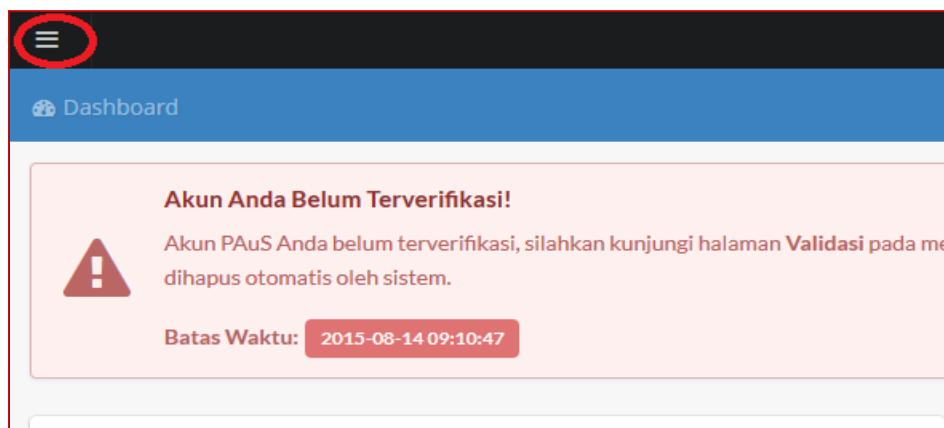 Dashboard
Akun Anda Belum Terverifikasi!
Akun PAuS Anda belum terverifikasi, silahkan kunjungi halaman Validasi pada me
dihapus otomatis oleh sistem.
Batas Waktu: 2015-08-14 09:10:47